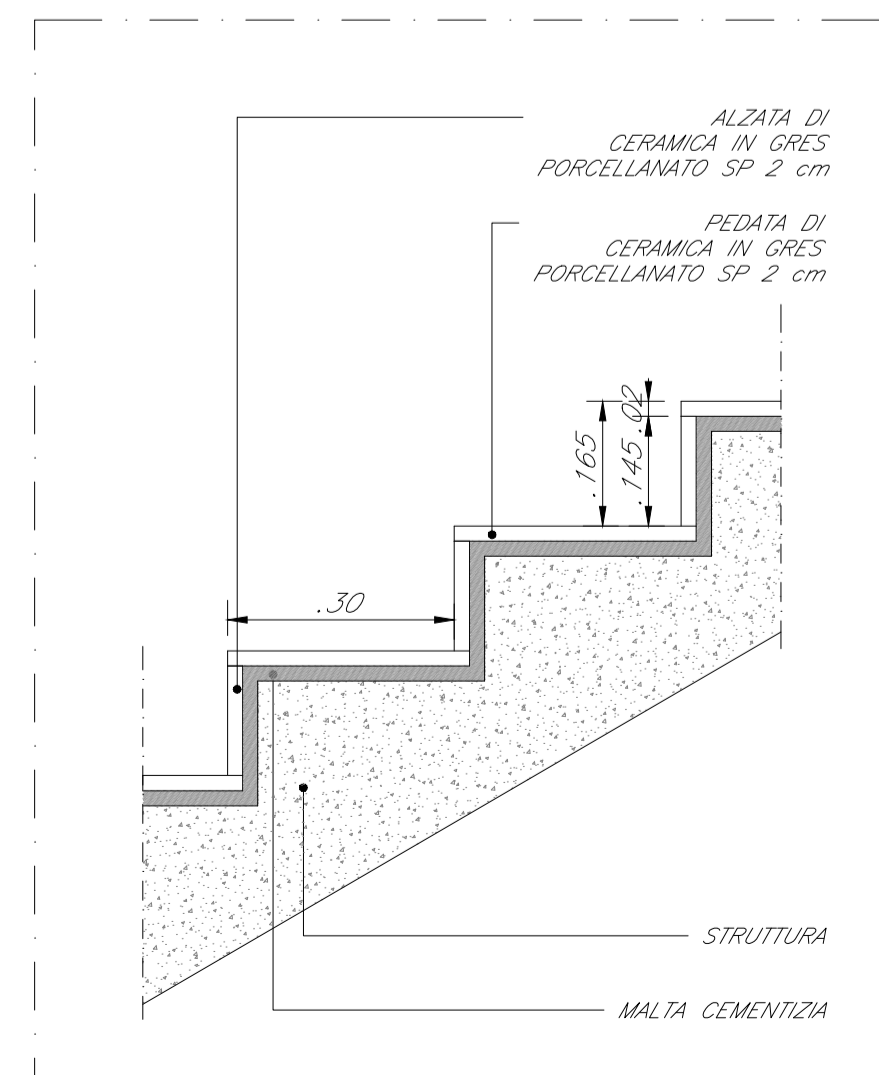 ALZATA DI
CERAMICA IN GRES
PORCELLANATO SP 2 cm
PEDATA DI
CERAMICA IN GRES
PORCELLANATO SP 2 cm
.02
.165
.145
.30
STRUTTURA
MALTA CEMENTIZIA